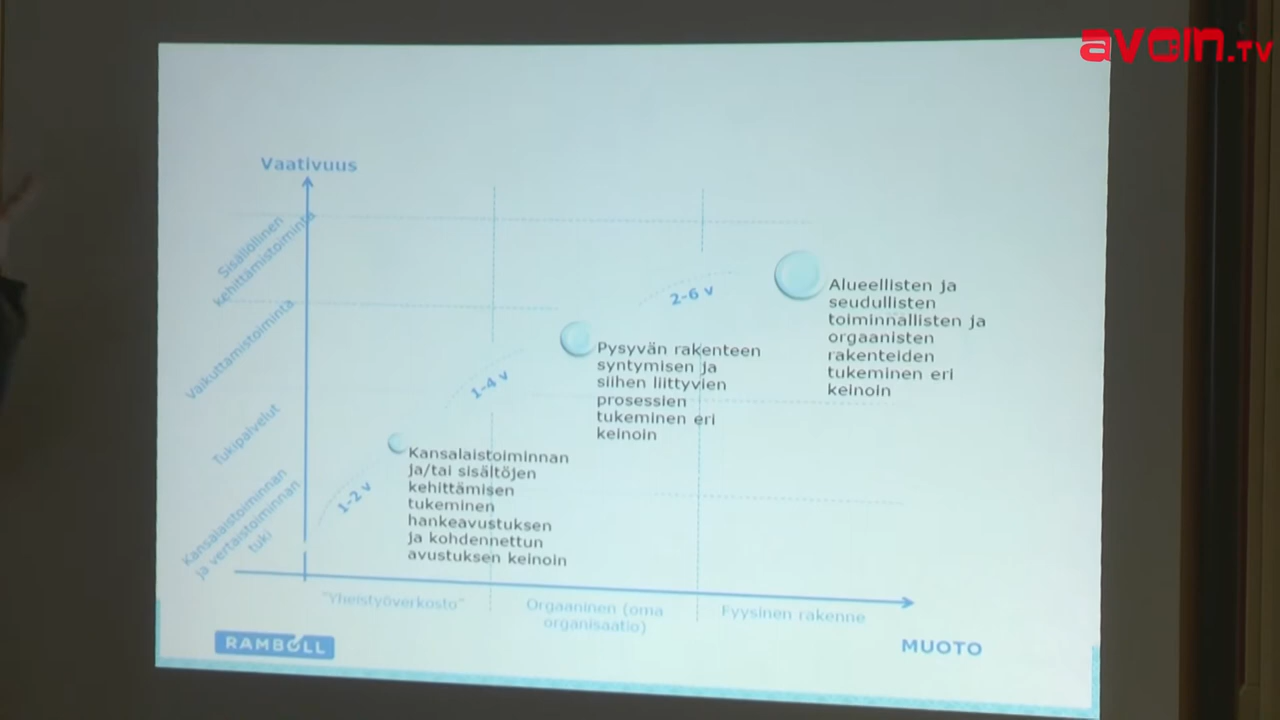 avoin.tv
Vaativuus
Sisällöllinen
kehittämistoiminta
Vaikuttamistoiminta
Tukipalvelut
Kansalaistoiminnan
ja vertaistoiminnan
tuki
2-6 v
Alueellisten ja
seudullisten
toiminnallisten ja
orgaanisten
rakenteiden
tukeminen eri
keinoin
1-4 v
Pysyvän rakenteen
syntymisen ja
siihen liittyvien
prosessien
tukeminen eri
keinoin
1-2 v
Kansalaistoiminnan
ja/tai sisältöjen
kehittämisen
tukeminen
hankeavustuksen
ja kohdennettun
avustuksen keinoin
"Yheistyöverkosto"
Orgaaninen (oma
organisaatio)
Fyysinen rakenne
RAMBOLL
MUOTO